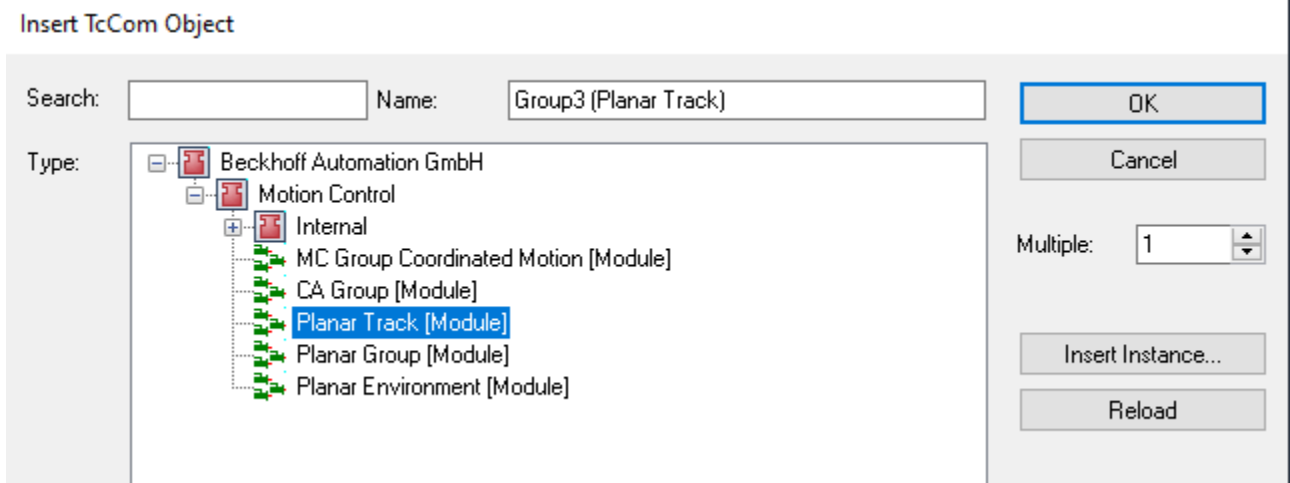 Insert TcCom Object
Search:
Name:
Group3 (Planar Track)
OK
Type:
Beckhoff Automation GmbH
Cancel
Motion Control
Internal
Multiple:
1
MC Group Coordinated Motion [Module]
CA Group [Module]
Planar Track [Module]
Planar Group [Module]
Insert Instance...
Planar Environment [Module]
Reload